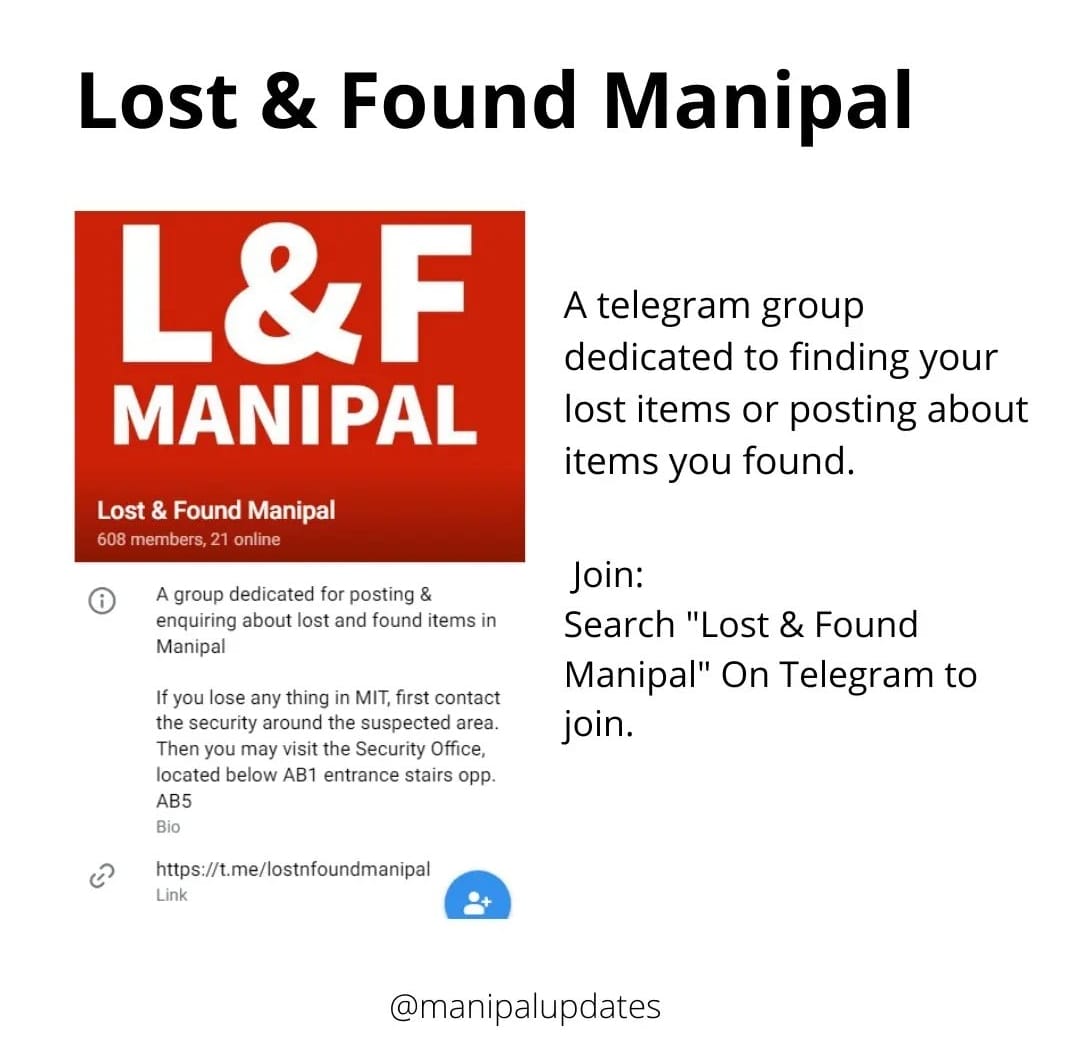 Lost & Found Manipal
L&F
MANIPAL
Lost & Found Manipal
608 members, 21 online
A group dedicated for posting &
enquiring about lost and found items in
Manipal
If you lose any thing in MIT, first contact
the security around the suspected area.
Then you may visit the Security Office,
located below AB1 entrance stairs opp.
AB5
Bio
https://t.me/lostnfoundmanipal
Link
A telegram group
dedicated to finding your
lost items or posting about
items you found.
Join:
Search "Lost & Found
Manipal" On Telegram to
join.
@manipalupdates